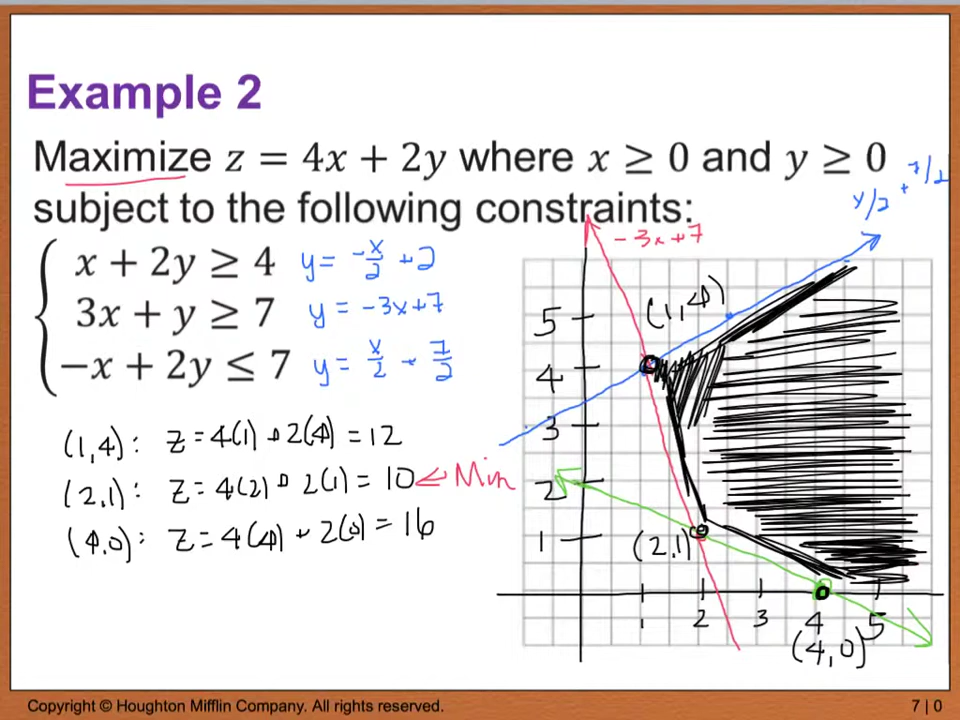 Example 2
Maximize z = 4x + 2y where x ≥ 0 and y ≥ 0
subject to the following constraints:
x + 2y ≥ 4 y = -x/2 + 2
3x + y ≥ 7 y = -3x+7
-x + 2y ≤ 7 y = x/2 - 7/2
(1,4): z = 4(1) + 2(4) = 12
(2,1): z = 4(2) + 2(1) = 10 ← Min
(4,0): z = 4(4) + 2(0) = 16
x/2 + 7/2
-3x+7
(1,4)
5
4
3
2
1
(2,1)
1 2 3 4 5
(4,0)
Copyright © Houghton Mifflin Company. All rights reserved. 7 | 0